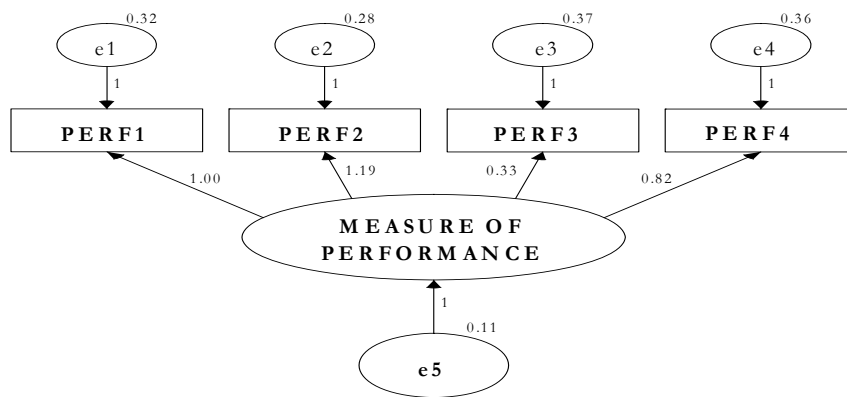 0.32
0.28
0.37
0.36
e1
e2
e3
e4
1
1
1
1
PERF1
PERF2
PERF3
PERF4
1.00
1.19
0.33
0.82
MEASURE OF
PERFORMANCE
1
0.11
e5